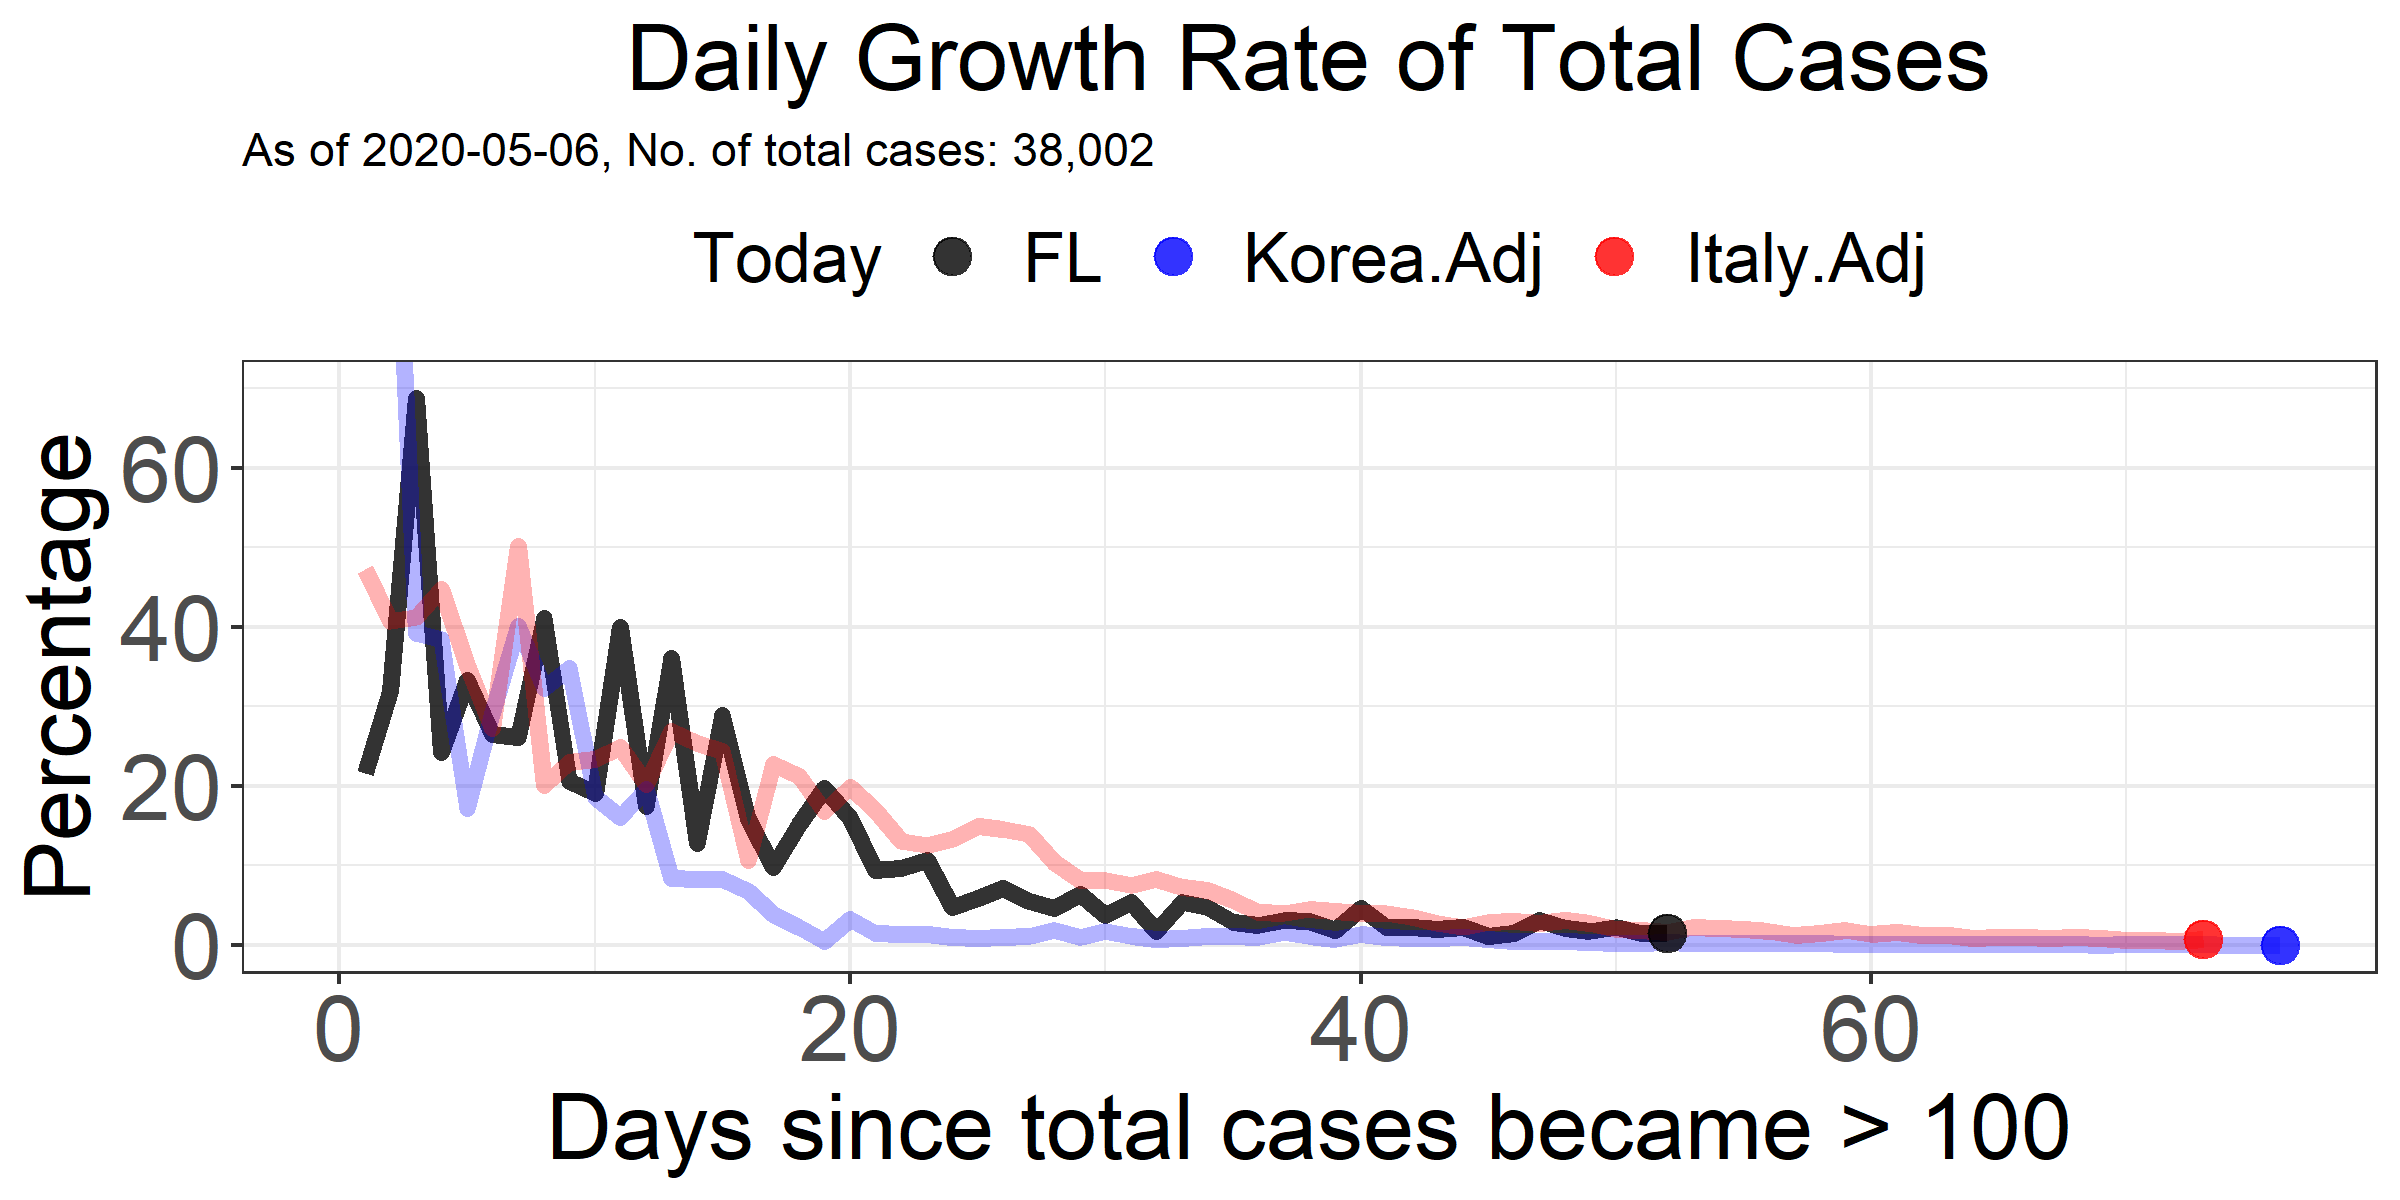 Daily Growth Rate of Total Cases
As of 2020-05-06, No. of total cases: 38,002
Today FL Korea.Adj Italy.Adj
Percentage
60
40
20
0
0 20 40 60
Days since total cases became > 100